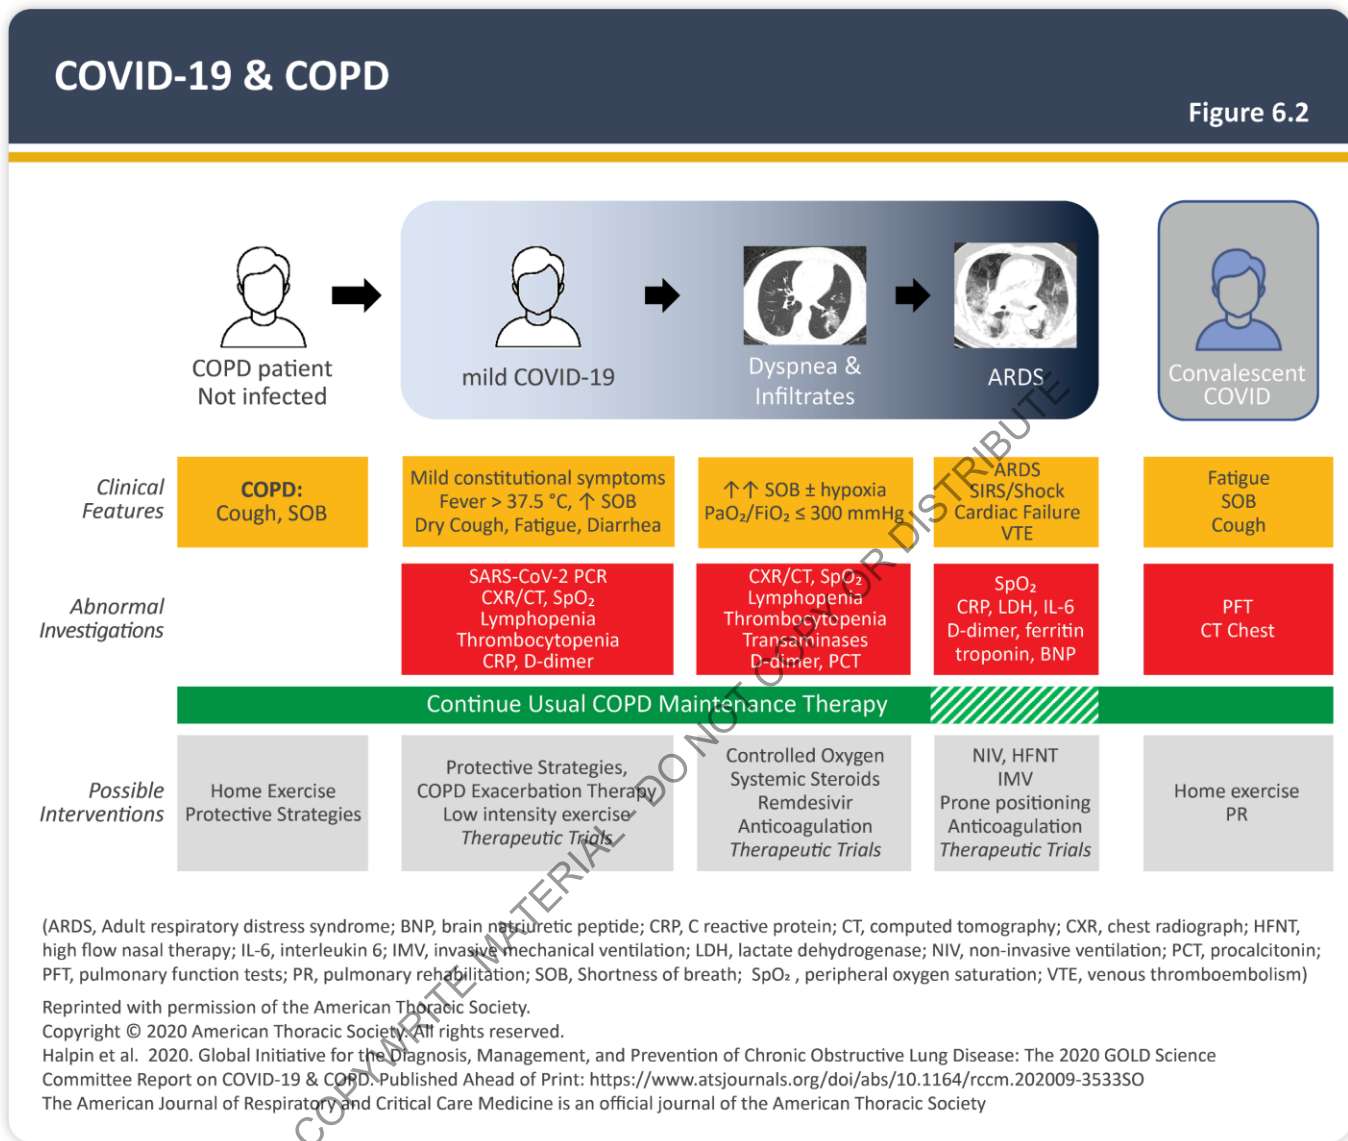 COVID-19 & COPD
Figure 6.2
COPD patient
Not infected
mild COVID-19
Dyspnea &
Infiltrates
ARDS
Convalescent
COVID
Clinical
Features
COPD:
Cough, SOB
Mild constitutional symptoms
Fever > 37.5 °C, ↑ SOB
Dry Cough, Fatigue, Diarrhea
↑↑ SOB ± hypoxia
PaO₂/FiO₂ ≤ 300 mmHg
ARDS
SIRS/Shock
Cardiac Failure
VTE
Fatigue
SOB
Cough
Abnormal
Investigations
SARS-CoV-2 PCR
CXR/CT, SpO₂
Lymphopenia
Thrombocytopenia
CRP, D-dimer
CXR/CT, SpO₂
Lymphopenia
Thrombocytopenia
Transaminases
D-dimer, PCT
SpO₂
CRP, LDH, IL-6
D-dimer, ferritin
troponin, BNP
PFT
CT Chest
Continue Usual COPD Maintenance Therapy
Possible
Interventions
Home Exercise
Protective Strategies
Protective Strategies,
COPD Exacerbation Therapy
Low intensity exercise
Therapeutic Trials
Controlled Oxygen
Systemic Steroids
Remdesivir
Anticoagulation
Therapeutic Trials
NIV, HFNT
IMV
Prone positioning
Anticoagulation
Therapeutic Trials
Home exercise
PR
(ARDS, Adult respiratory distress syndrome; BNP, brain natriuretic peptide; CRP, C reactive protein; CT, computed tomography; CXR, chest radiograph; HFNT,
high flow nasal therapy; IL-6, interleukin 6; IMV, invasive mechanical ventilation; LDH, lactate dehydrogenase; NIV, non-invasive ventilation; PCT, procalcitonin;
PFT, pulmonary function tests; PR, pulmonary rehabilitation; SOB, Shortness of breath; SpO₂ , peripheral oxygen saturation; VTE, venous thromboembolism)
Reprinted with permission of the American Thoracic Society.
Copyright © 2020 American Thoracic Society. All rights reserved.
Halpin et al. 2020. Global Initiative for the Diagnosis, Management, and Prevention of Chronic Obstructive Lung Disease: The 2020 GOLD Science
Committee Report on COVID-19 & COPD. Published Ahead of Print: https://www.atsjournals.org/doi/abs/10.1164/rccm.202009-3533SO
The American Journal of Respiratory and Critical Care Medicine is an official journal of the American Thoracic Society
COPYWRITE MATERIAL - DO NOT COPY OR DISTRIBUTE